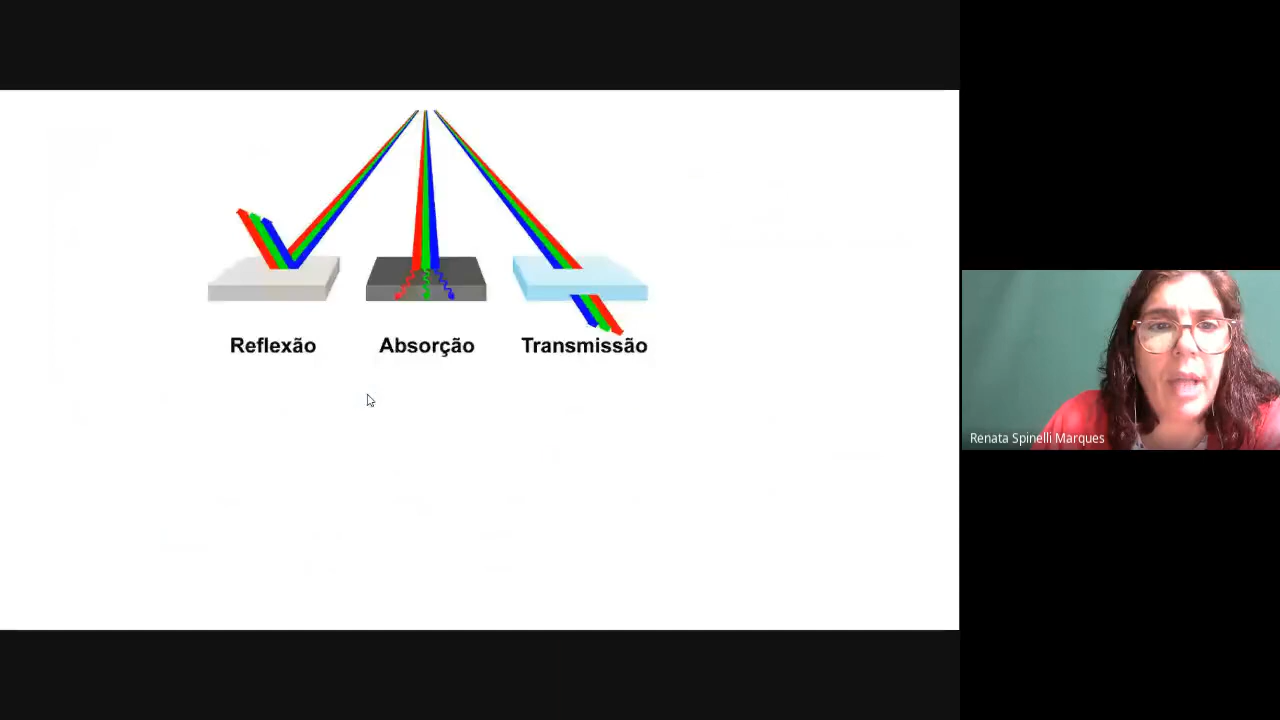 Reflexão
Absorção
Transmissão
Renata Spinelli Marques